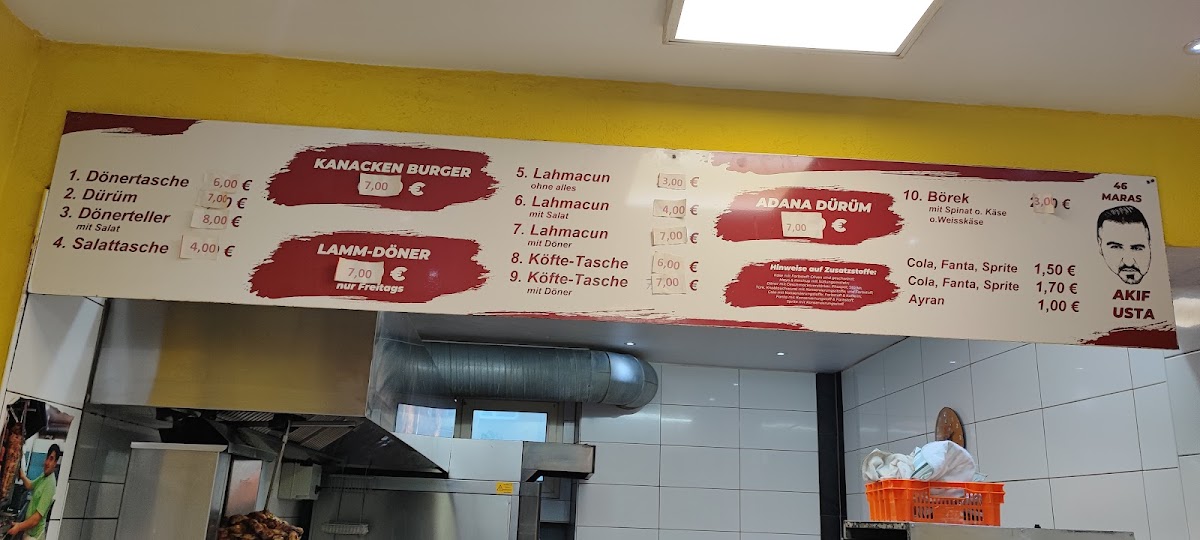 1. Dönertasche 6,00 €
2. Dürüm 7,00 €
3. Dönerteller 8,00 €
mit Salat
4. Salattasche 4,00 €
KANACKEN BURGER
7,00 €
LAMM-DÖNER
7,00 €
nur Freitags
5. Lahmacun 3,00 €
ohne alles
6. Lahmacun 4,00 €
mit Salat
7. Lahmacun 7,00 €
mit Döner
8. Köfte-Tasche 6,00 €
9. Köfte-Tasche 7,00 €
mit Döner
ADANA DÜRÜM
7,00 €
Hinweise auf Zusatzstoffe:
10. Börek 3,00 €
mit Spinat o. Käse
o.Weisskäse
Cola, Fanta, Sprite 1,50 €
Cola, Fanta, Sprite 1,70 €
Ayran 1,00 €
46
MARAS
AKIF
USTA